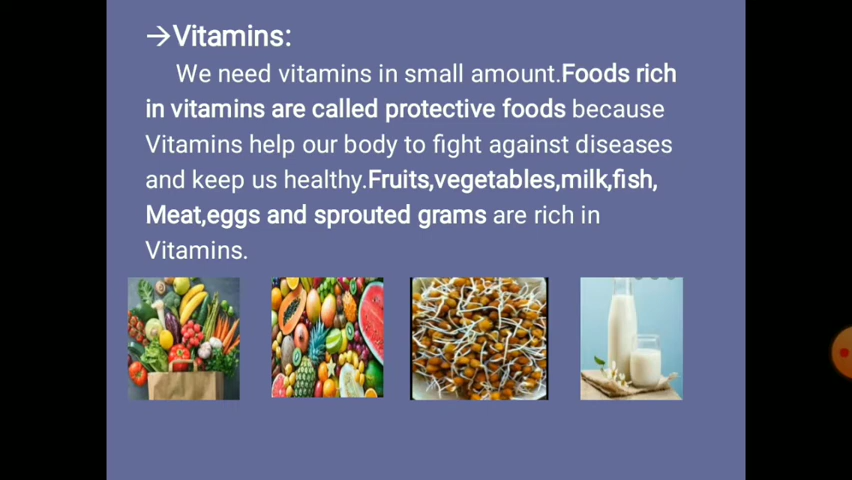 →Vitamins:
We need vitamins in small amount.Foods rich
in vitamins are called protective foods because
Vitamins help our body to fight against diseases
and keep us healthy.Fruits,vegetables,milk,fish,
Meat,eggs and sprouted grams are rich in
Vitamins.